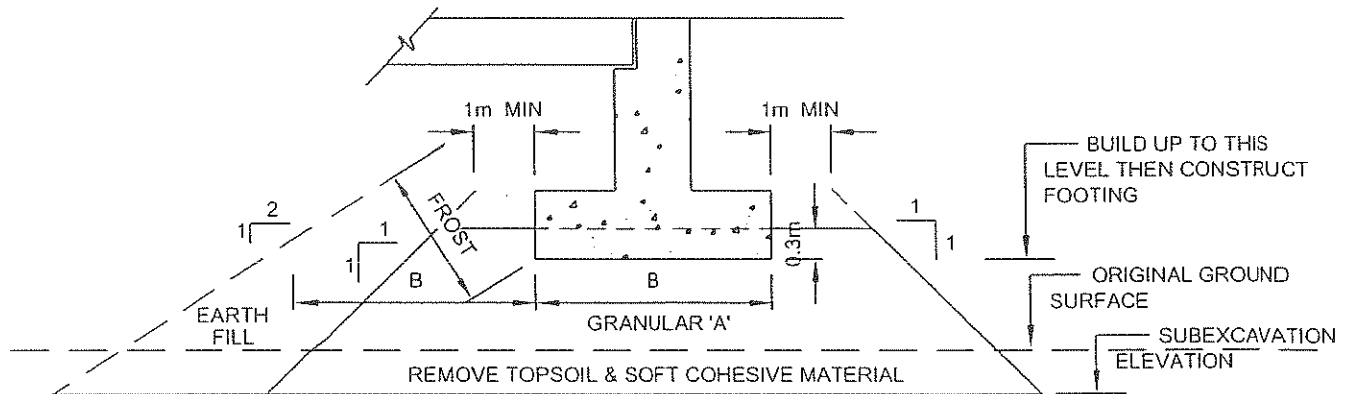 1m MIN
1m MIN
BUILD UP TO THIS
LEVEL THEN CONSTRUCT
FOOTING
2
1
FROST
1
1
1
1
0.3m
B
B
ORIGINAL GROUND
SURFACE
EARTH
FILL
GRANULAR 'A'
SUBEXCAVATION
ELEVATION
REMOVE TOPSOIL & SOFT COHESIVE MATERIAL